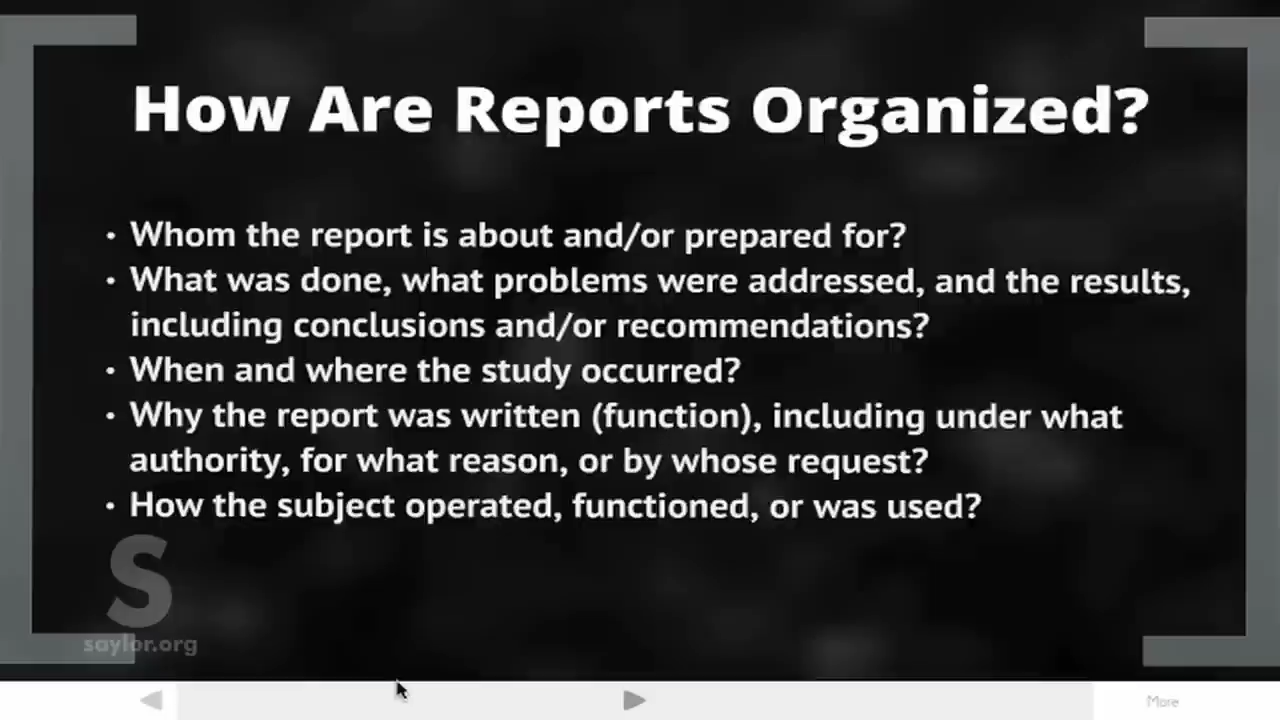 How Are Reports Organized?
• Whom the report is about and/or prepared for?
• What was done, what problems were addressed, and the results,
including conclusions and/or recommendations?
• When and where the study occurred?
• Why the report was written (function), including under what
authority, for what reason, or by whose request?
• How the subject operated, functioned, or was used?
S
saylor.org
More